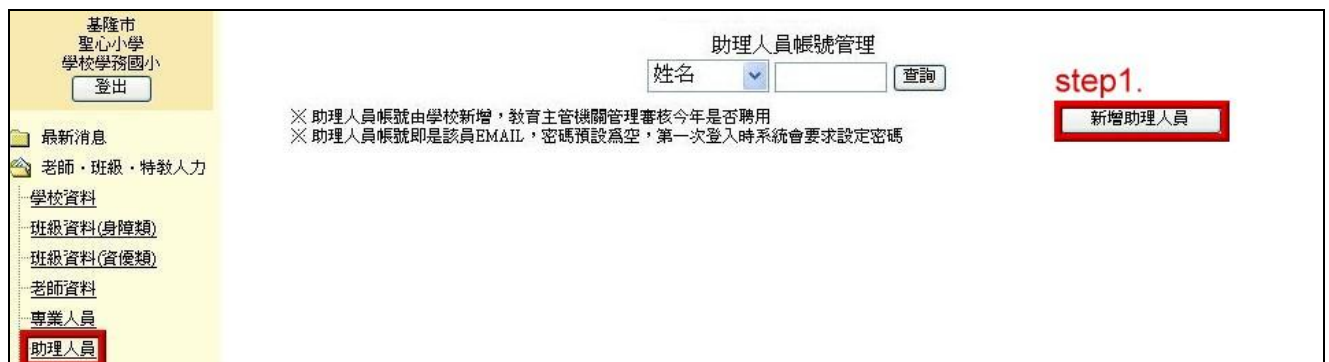 基隆市
聖心小學
學校學務國小
登出
最新消息
老師・班級・特教人力
學校資料
班級資料(身障類)
班級資料(資優類)
老師資料
專業人員
助理人員
助理人員帳號管理
姓名
查詢
※ 助理人員帳號由學校新增，教育主管機關管理審核今年是否聘用
※ 助理人員帳號即是該員EMAIL，密碼預設為空，第一次登入時系統會要求設定密碼
step1.
新增助理人員